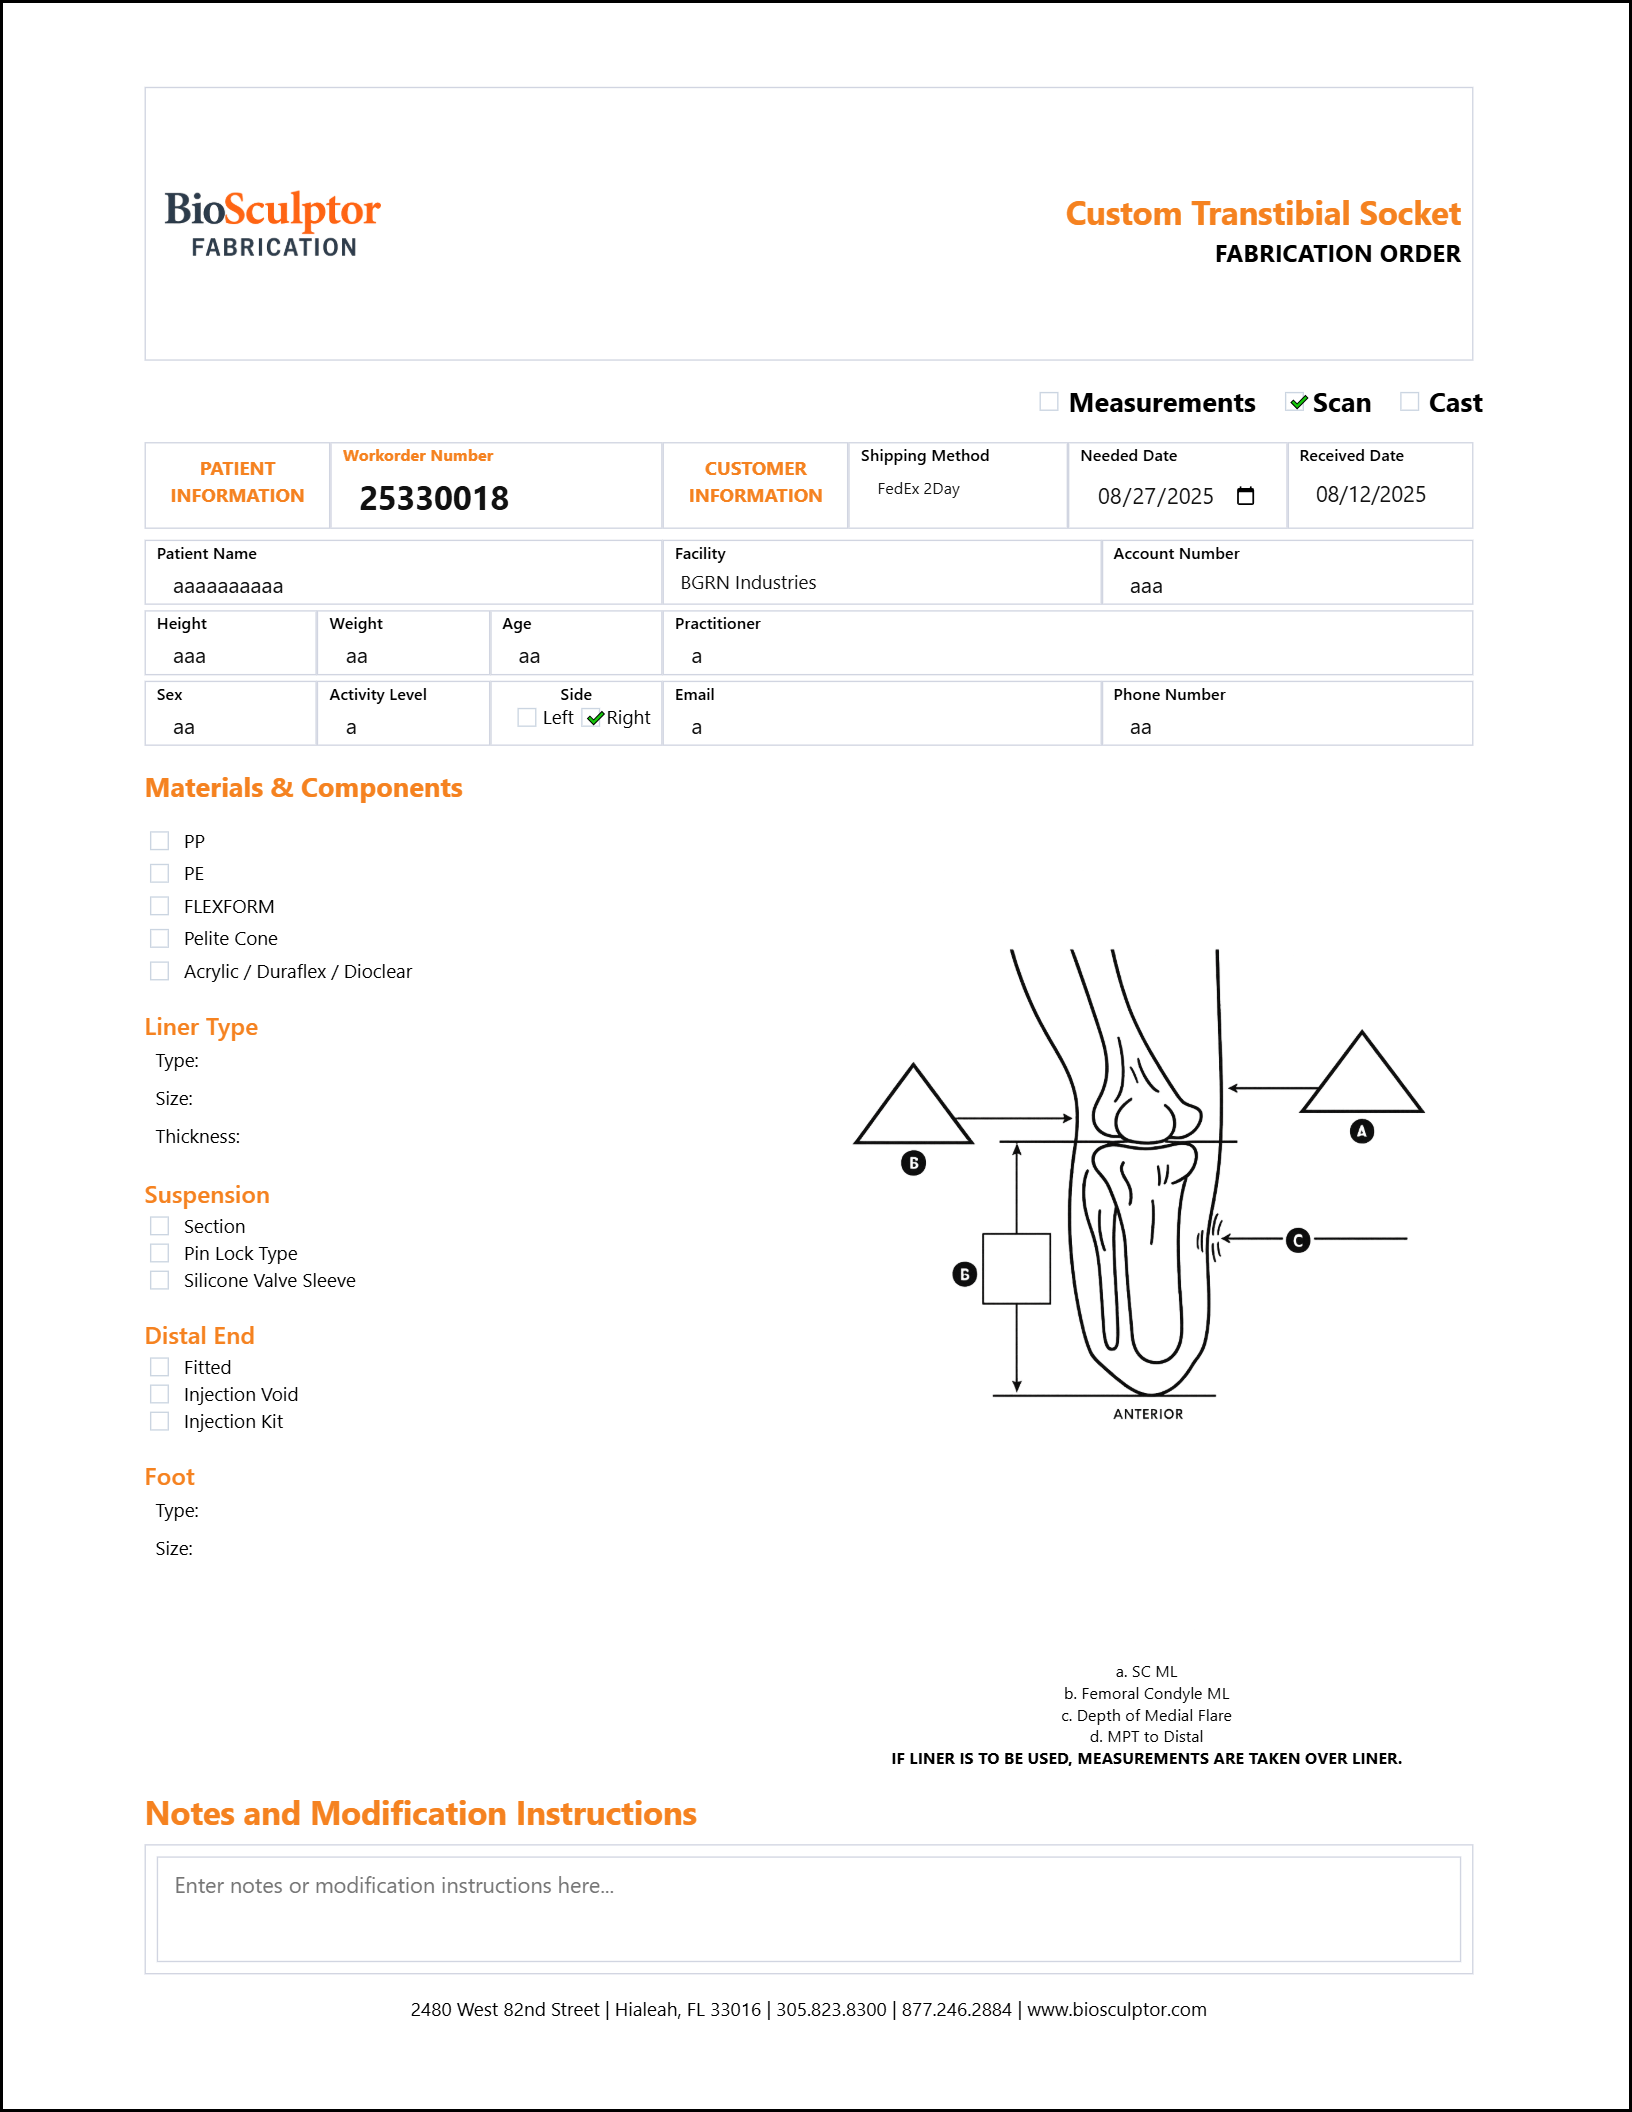 BioSculptor
FABRICATION
Custom Transtibial Socket
FABRICATION ORDER
Measurements Scan Cast
PATIENT INFORMATION
Workorder Number
25330018
CUSTOMER INFORMATION
Shipping Method
FedEx 2Day
Needed Date
08/27/2025
Received Date
08/12/2025
Patient Name
aaaaaaaaaa
Facility
BGRN Industries
Account Number
aaa
Height
aaa
Weight
aa
Age
aa
Practitioner
a
Sex
aa
Activity Level
a
Side
Left Right
Email
a
Phone Number
aa
Materials & Components
PP
PE
FLEXFORM
Pelite Cone
Acrylic / Duraflex / Dioclear
Liner Type
Type:
Size:
Thickness:
Suspension
Section
Pin Lock Type
Silicone Valve Sleeve
Distal End
Fitted
Injection Void
Injection Kit
Foot
Type:
Size:
A
Б
C
Б
ANTERIOR
a. SC ML
b. Femoral Condyle ML
c. Depth of Medial Flare
d. MPT to Distal
IF LINER IS TO BE USED, MEASUREMENTS ARE TAKEN OVER LINER.
Notes and Modification Instructions
Enter notes or modification instructions here...
2480 West 82nd Street | Hialeah, FL 33016 | 305.823.8300 | 877.246.2884 | www.biosculptor.com